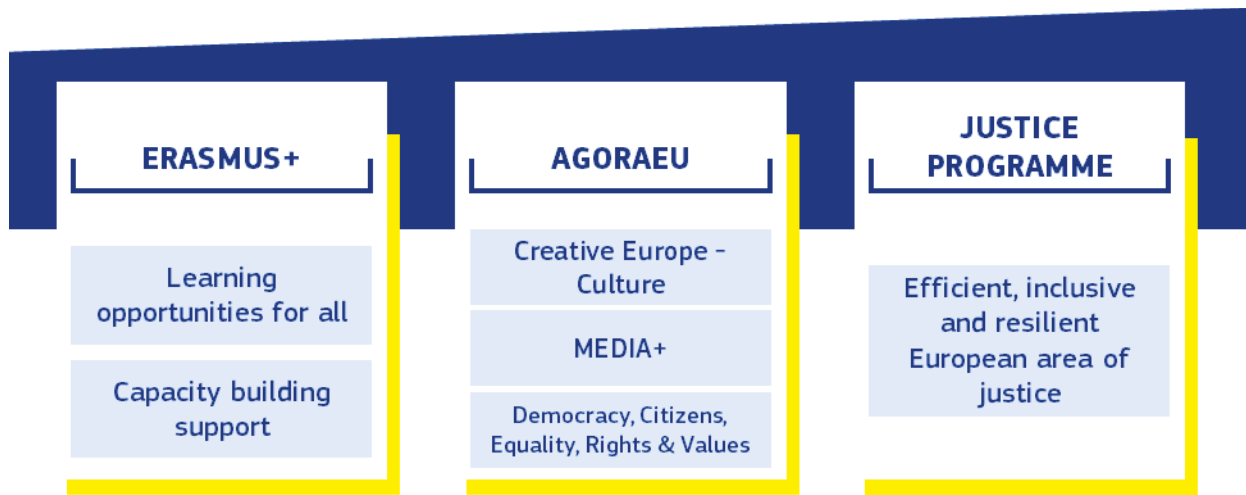 ERASMUS+
Learning
opportunities for all
Capacity building
support
AGORAEU
Creative Europe –
Culture
MEDIA+
Democracy, Citizens,
Equality, Rights & Values
JUSTICE
PROGRAMME
Efficient, inclusive
and resilient
European area of
justice